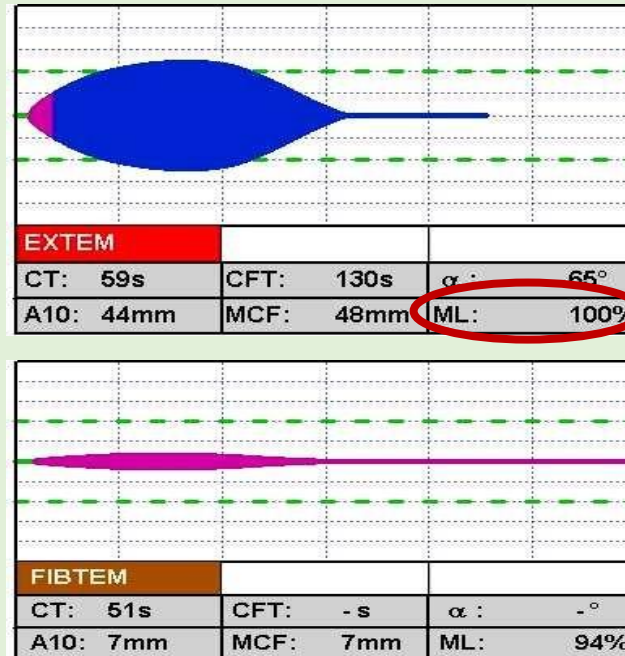 EXTEM
CT: 59s CFT: 130s α : 65°
A10: 44mm MCF: 48mm ML: 100%
FIBTEM
CT: 51s CFT: - s α : - °
A10: 7mm MCF: 7mm ML: 94%